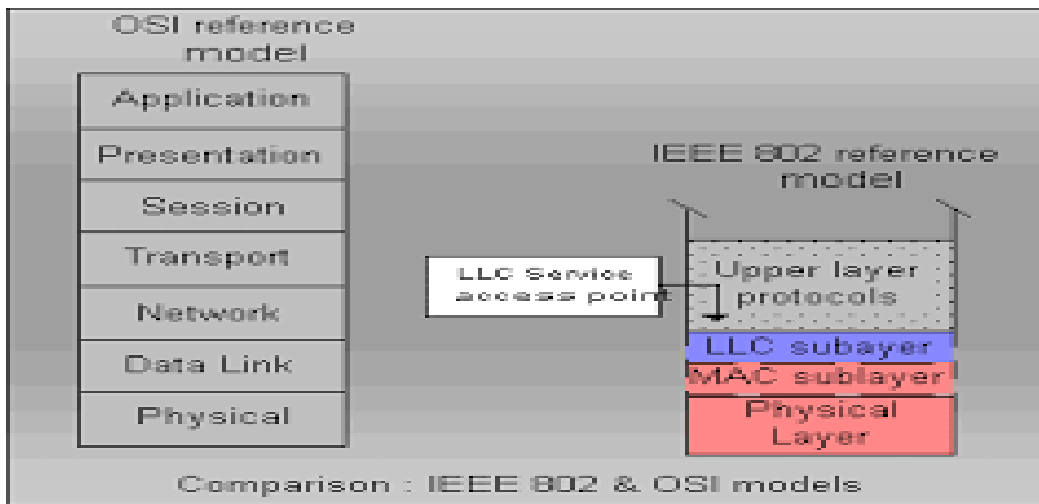 OSI reference
model
Application
Presentation
Session
Transport
Network
Data Link
Physical
IEEE 802 reference
model
LLC Service
access point
Upper layer
protocols
LLC subayer
MAC sublayer
Physical
Layer
Comparison : IEEE 802 & OSI models